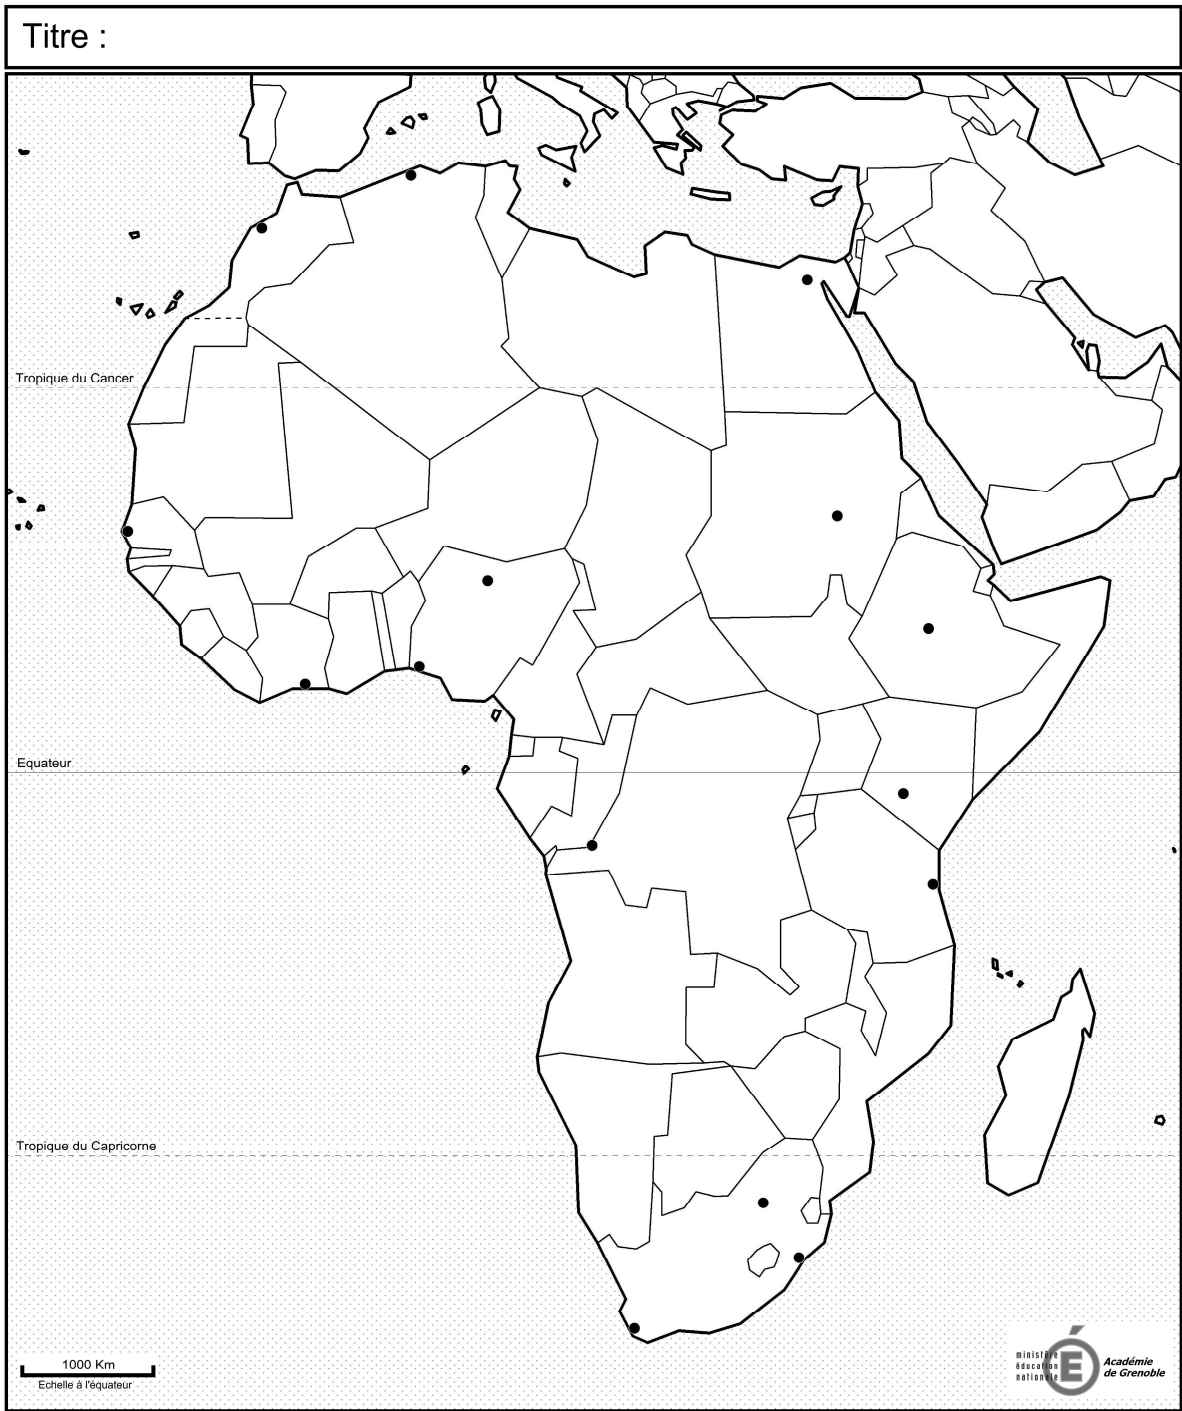 Titre :
Tropique du Cancer
Equateur
Tropique du Capricorne
1000 Km
Echelle à l'équateur
ministère
éducation
nationale
É
Académie
de Grenoble